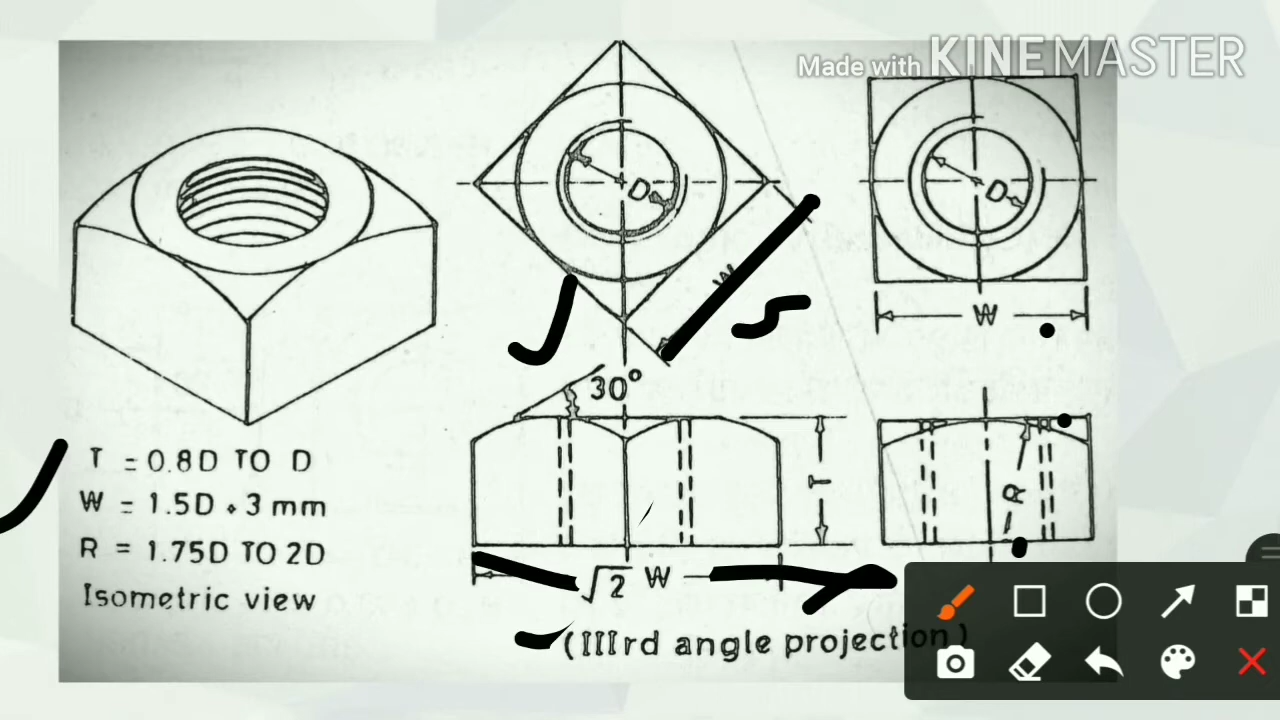 Made with KINEMASTER
D
D
W
W
30°
T = 0.8D TO D
W = 1.5D + 3 mm
R = 1.75D TO 2D
Isometric view
T
R
√2 W
(IIIrd angle projection)